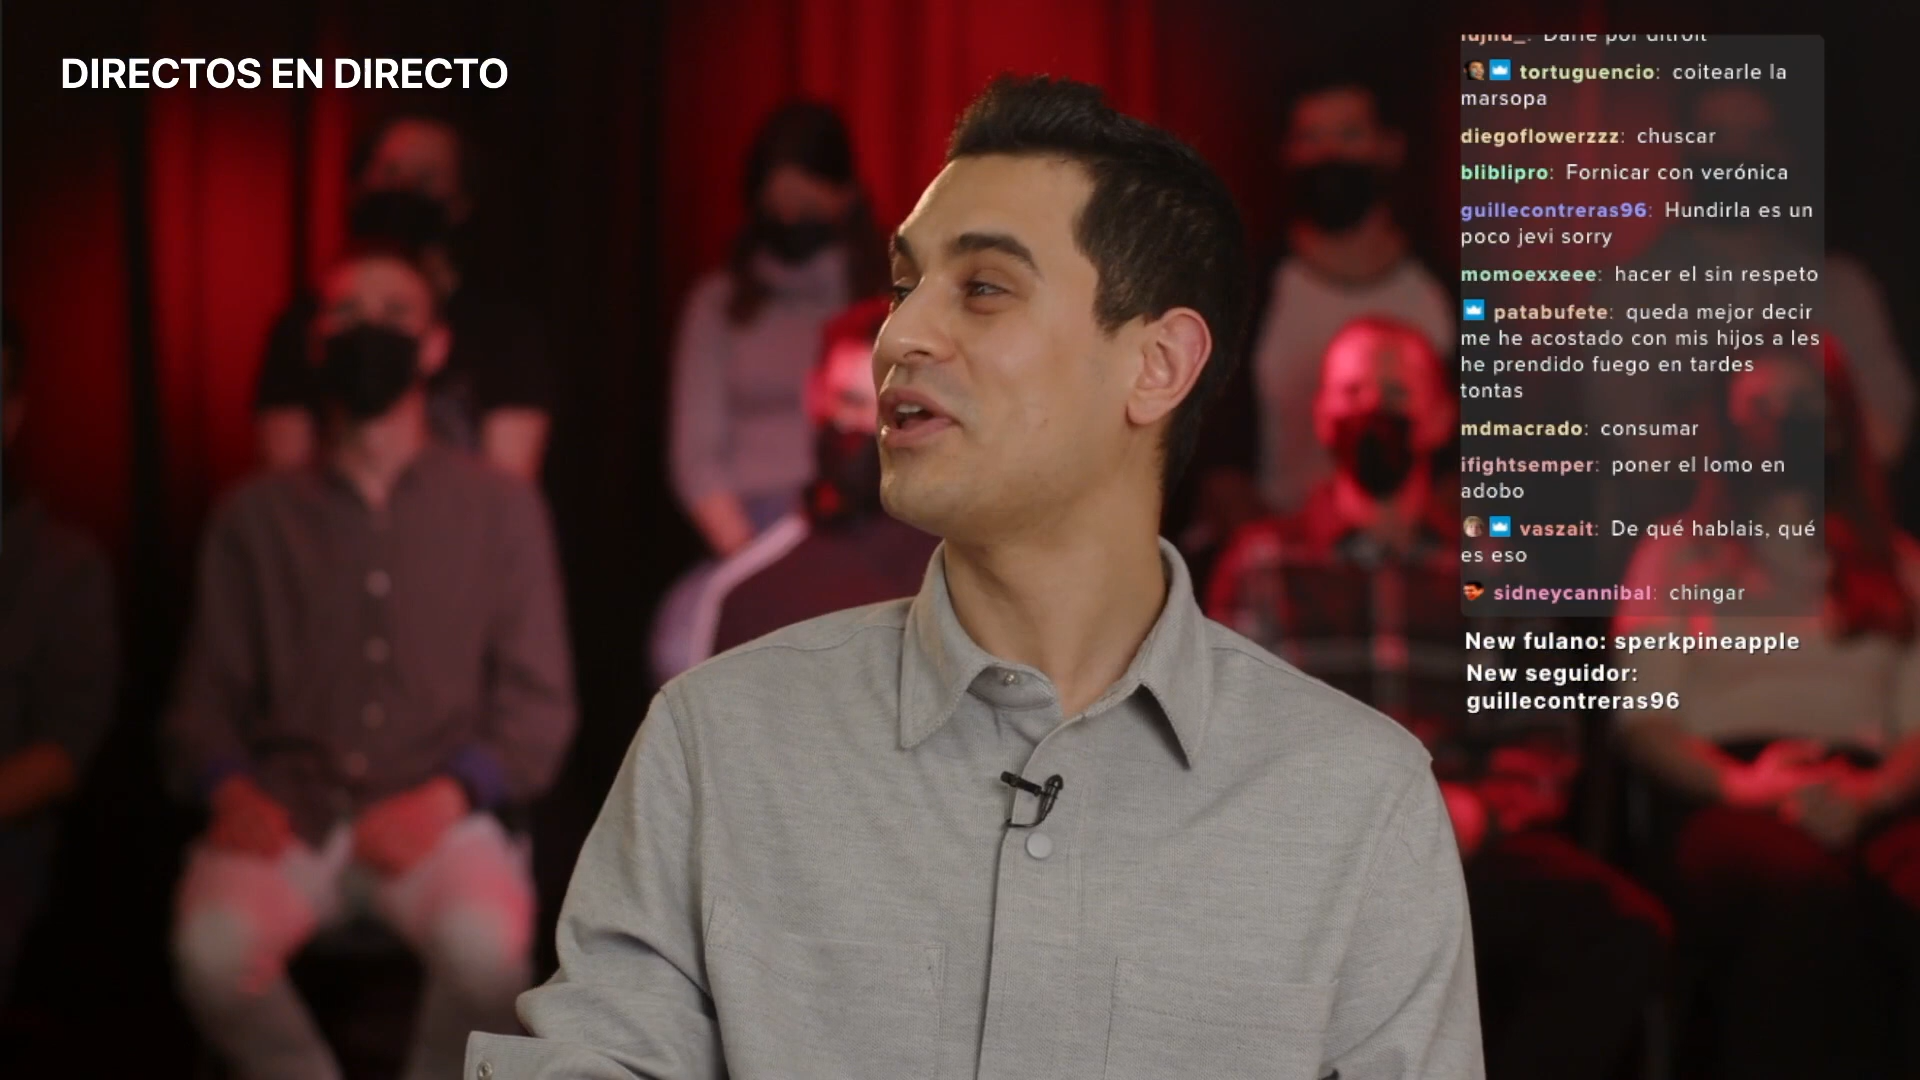 DIRECTOS EN DIRECTO
tortuguencio: coitearle la
marsopa
diegoflowerzzz: chuscar
bliblipro: Fornicar con verónica
guillecontreras96: Hundirla es un
poco jevi sorry
momoexxeee: hacer el sin respeto
patabufete: queda mejor decir
me he acostado con mis hijos a les
he prendido fuego en tardes
tontas
mdmacrado: consumar
ifightsemper: poner el lomo en
adobo
vaszait: De qué hablais, qué
es eso
sidneycannibal: chingar
New fulano: sperkpineapple
New seguidor:
guillecontreras96